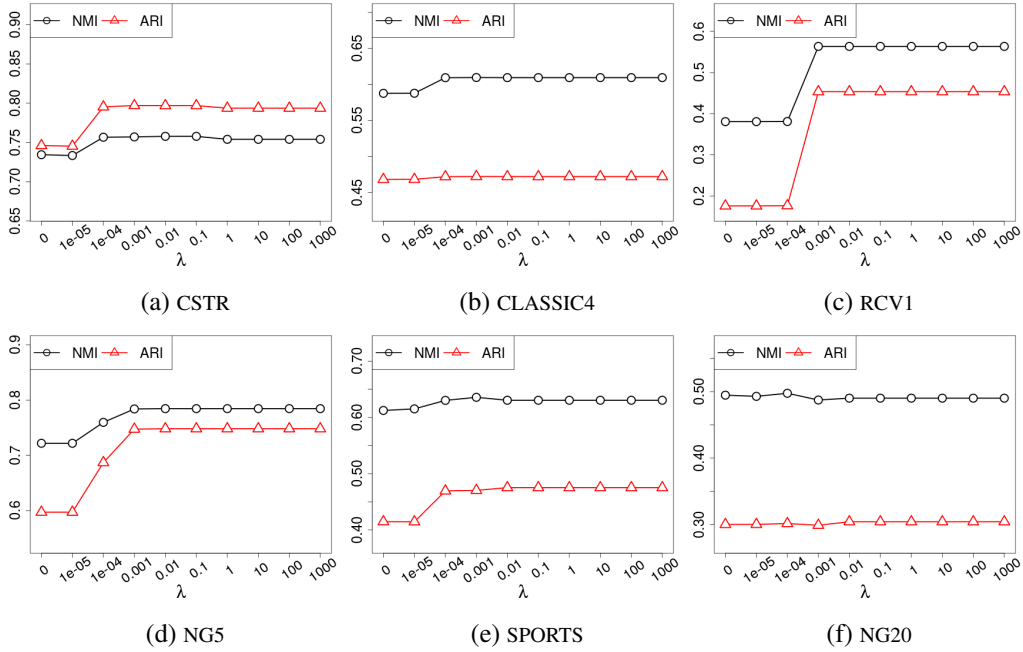 NMI ARI
0.65 0.70 0.75 0.80 0.85 0.90
0 1e-05 1e-04 0.001 0.01 0.1 1 10 100 1000
λ
(a) CSTR
NMI ARI
0.45 0.55 0.65
0 1e-05 1e-04 0.001 0.01 0.1 1 10 100 1000
λ
(b) CLASSIC4
NMI ARI
0.2 0.3 0.4 0.5 0.6
0 1e-05 1e-04 0.001 0.01 0.1 1 10 100 1000
λ
(c) RCV1
NMI ARI
0.6 0.7 0.8 0.9
0 1e-05 1e-04 0.001 0.01 0.1 1 10 100 1000
λ
(d) NG5
NMI ARI
0.40 0.50 0.60 0.70
0 1e-05 1e-04 0.001 0.01 0.1 1 10 100 1000
λ
(e) SPORTS
NMI ARI
0.30 0.40 0.50
0 1e-05 1e-04 0.001 0.01 0.1 1 10 100 1000
λ
(f) NG20